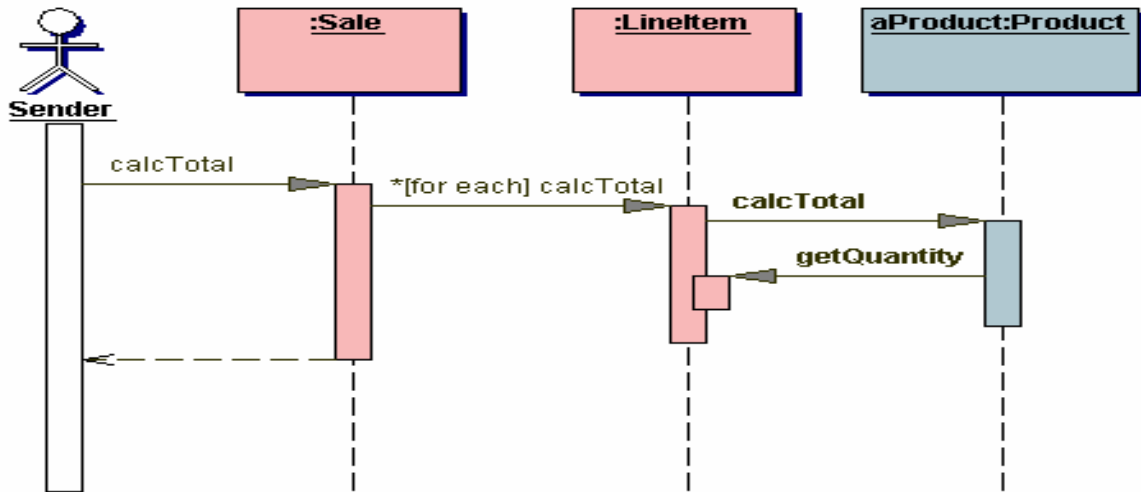 :Sale
:LineItem
aProduct:Product
Sender
calcTotal
*[for each] calcTotal
calcTotal
getQuantity